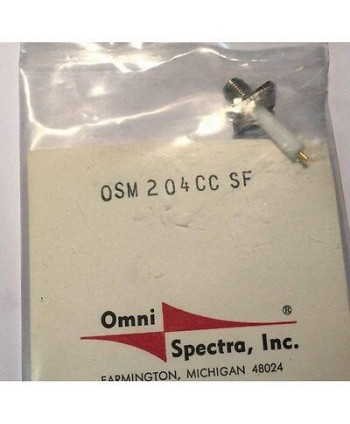 OSM 204CC SF
Omni ®
Spectra, Inc.
FARMINGTON, MICHIGAN 48024